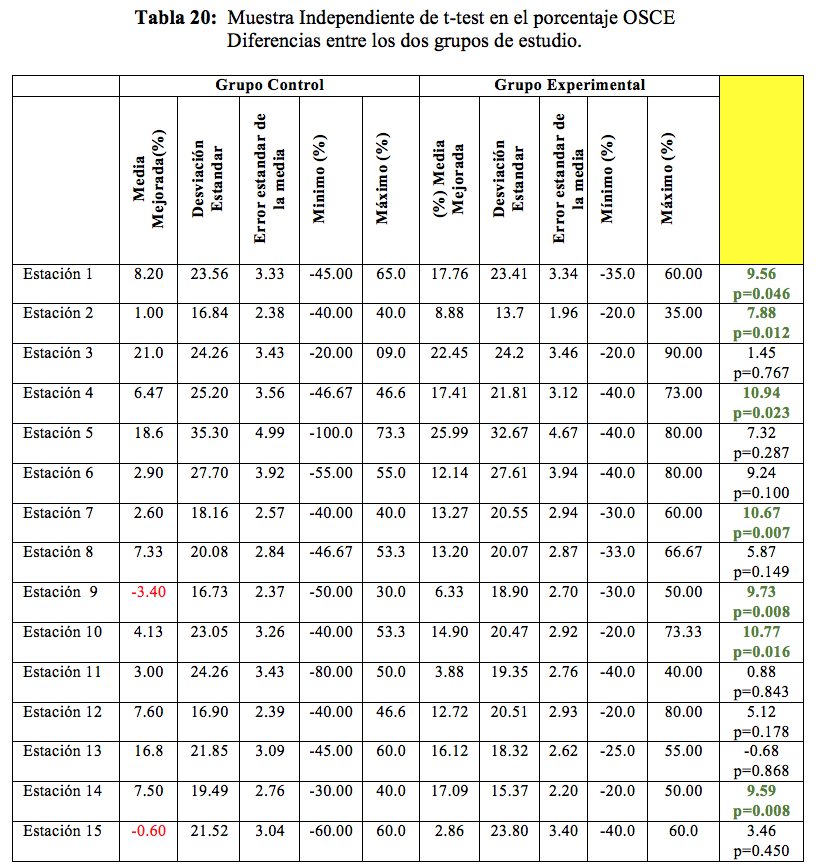 Tabla 20: Muestra Independiente de t-test en el porcentaje OSCE
Diferencias entre los dos grupos de estudio.
Grupo Control Grupo Experimental
Media Mejorada(%) Desviación Estandar Error estandar de la media Mínimo (%) Máximo (%) (%) Media Mejorada Desviación Estandar Error estandar de la media Mínimo (%) Máximo (%)
Estación 1 8.20 23.56 3.33 -45.00 65.0 17.76 23.41 3.34 -35.0 60.00 9.56
p=0.046
Estación 2 1.00 16.84 2.38 -40.00 40.0 8.88 13.7 1.96 -20.0 35.00 7.88
p=0.012
Estación 3 21.0 24.26 3.43 -20.00 09.0 22.45 24.2 3.46 -20.0 90.00 1.45
p=0.767
Estación 4 6.47 25.20 3.56 -46.67 46.6 17.41 21.81 3.12 -40.0 73.00 10.94
p=0.023
Estación 5 18.6 35.30 4.99 -100.0 73.3 25.99 32.67 4.67 -40.0 80.00 7.32
p=0.287
Estación 6 2.90 27.70 3.92 -55.00 55.0 12.14 27.61 3.94 -40.0 80.00 9.24
p=0.100
Estación 7 2.60 18.16 2.57 -40.00 40.0 13.27 20.55 2.94 -30.0 60.00 10.67
p=0.007
Estación 8 7.33 20.08 2.84 -46.67 53.3 13.20 20.07 2.87 -33.0 66.67 5.87
p=0.149
Estación 9 -3.40 16.73 2.37 -50.00 30.0 6.33 18.90 2.70 -30.0 50.00 9.73
p=0.008
Estación 10 4.13 23.05 3.26 -40.00 53.3 14.90 20.47 2.92 -20.0 73.33 10.77
p=0.016
Estación 11 3.00 24.26 3.43 -80.00 50.0 3.88 19.35 2.76 -40.0 40.00 0.88
p=0.843
Estación 12 7.60 16.90 2.39 -40.00 46.6 12.72 20.51 2.93 -20.0 80.00 5.12
p=0.178
Estación 13 16.8 21.85 3.09 -45.00 60.0 16.12 18.32 2.62 -25.0 55.00 -0.68
p=0.868
Estación 14 7.50 19.49 2.76 -30.00 40.0 17.09 15.37 2.20 -20.0 50.00 9.59
p=0.008
Estación 15 -0.60 21.52 3.04 -60.00 60.0 2.86 23.80 3.40 -40.0 60.0 3.46
p=0.450